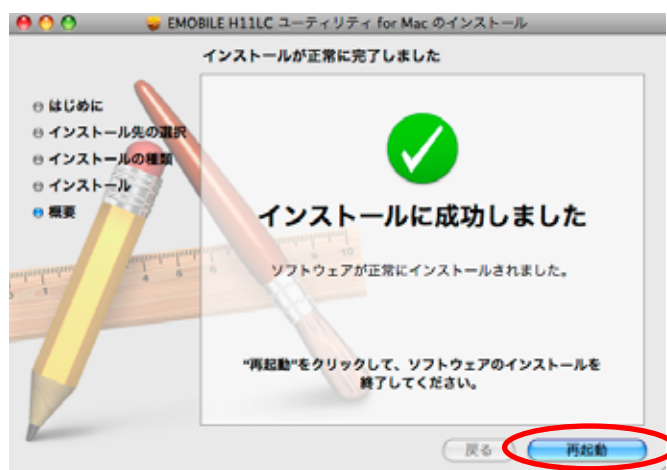 EMOBILE H11LC ユーティリティ for Mac のインストール
インストールが正常に完了しました
はじめに
インストール先の選択
インストールの種類
インストール
概要
インストールに成功しました
ソフトウェアが正常にインストールされました。
"再起動"をクリックして、ソフトウェアのインストールを
終了してください。
戻る
再起動